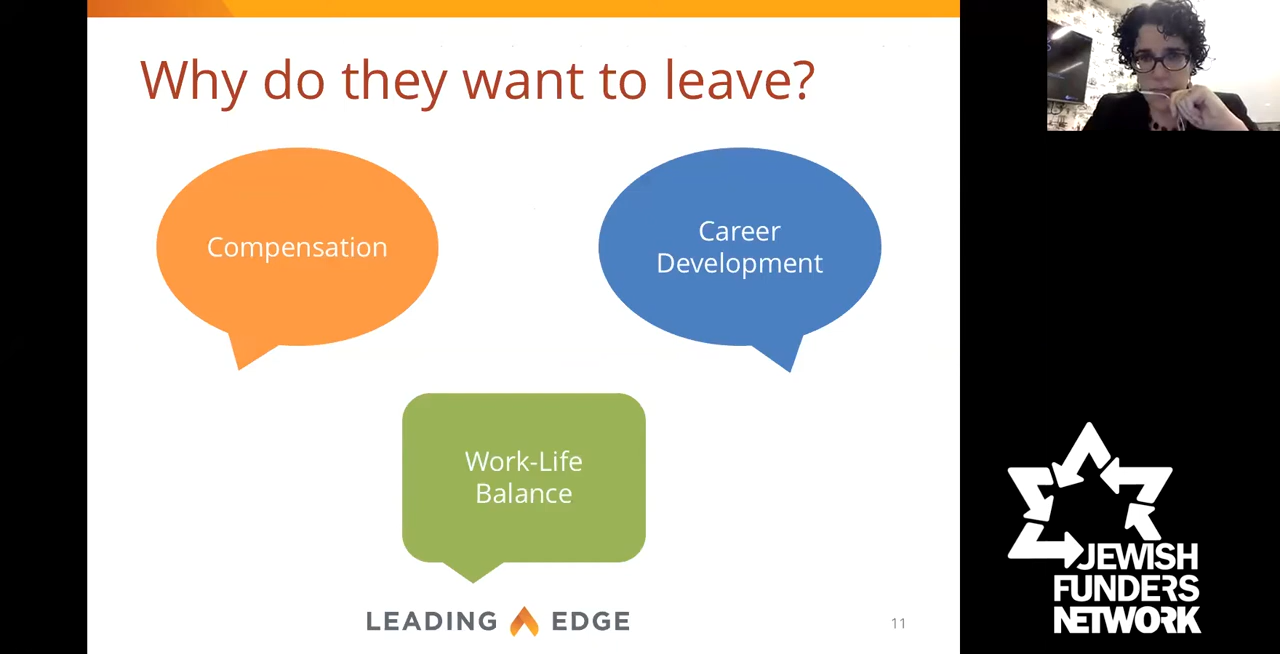 Why do they want to leave?
Compensation
Career
Development
Work-Life
Balance
LEADING EDGE
11
JEWISH
FUNDERS
NETWORK